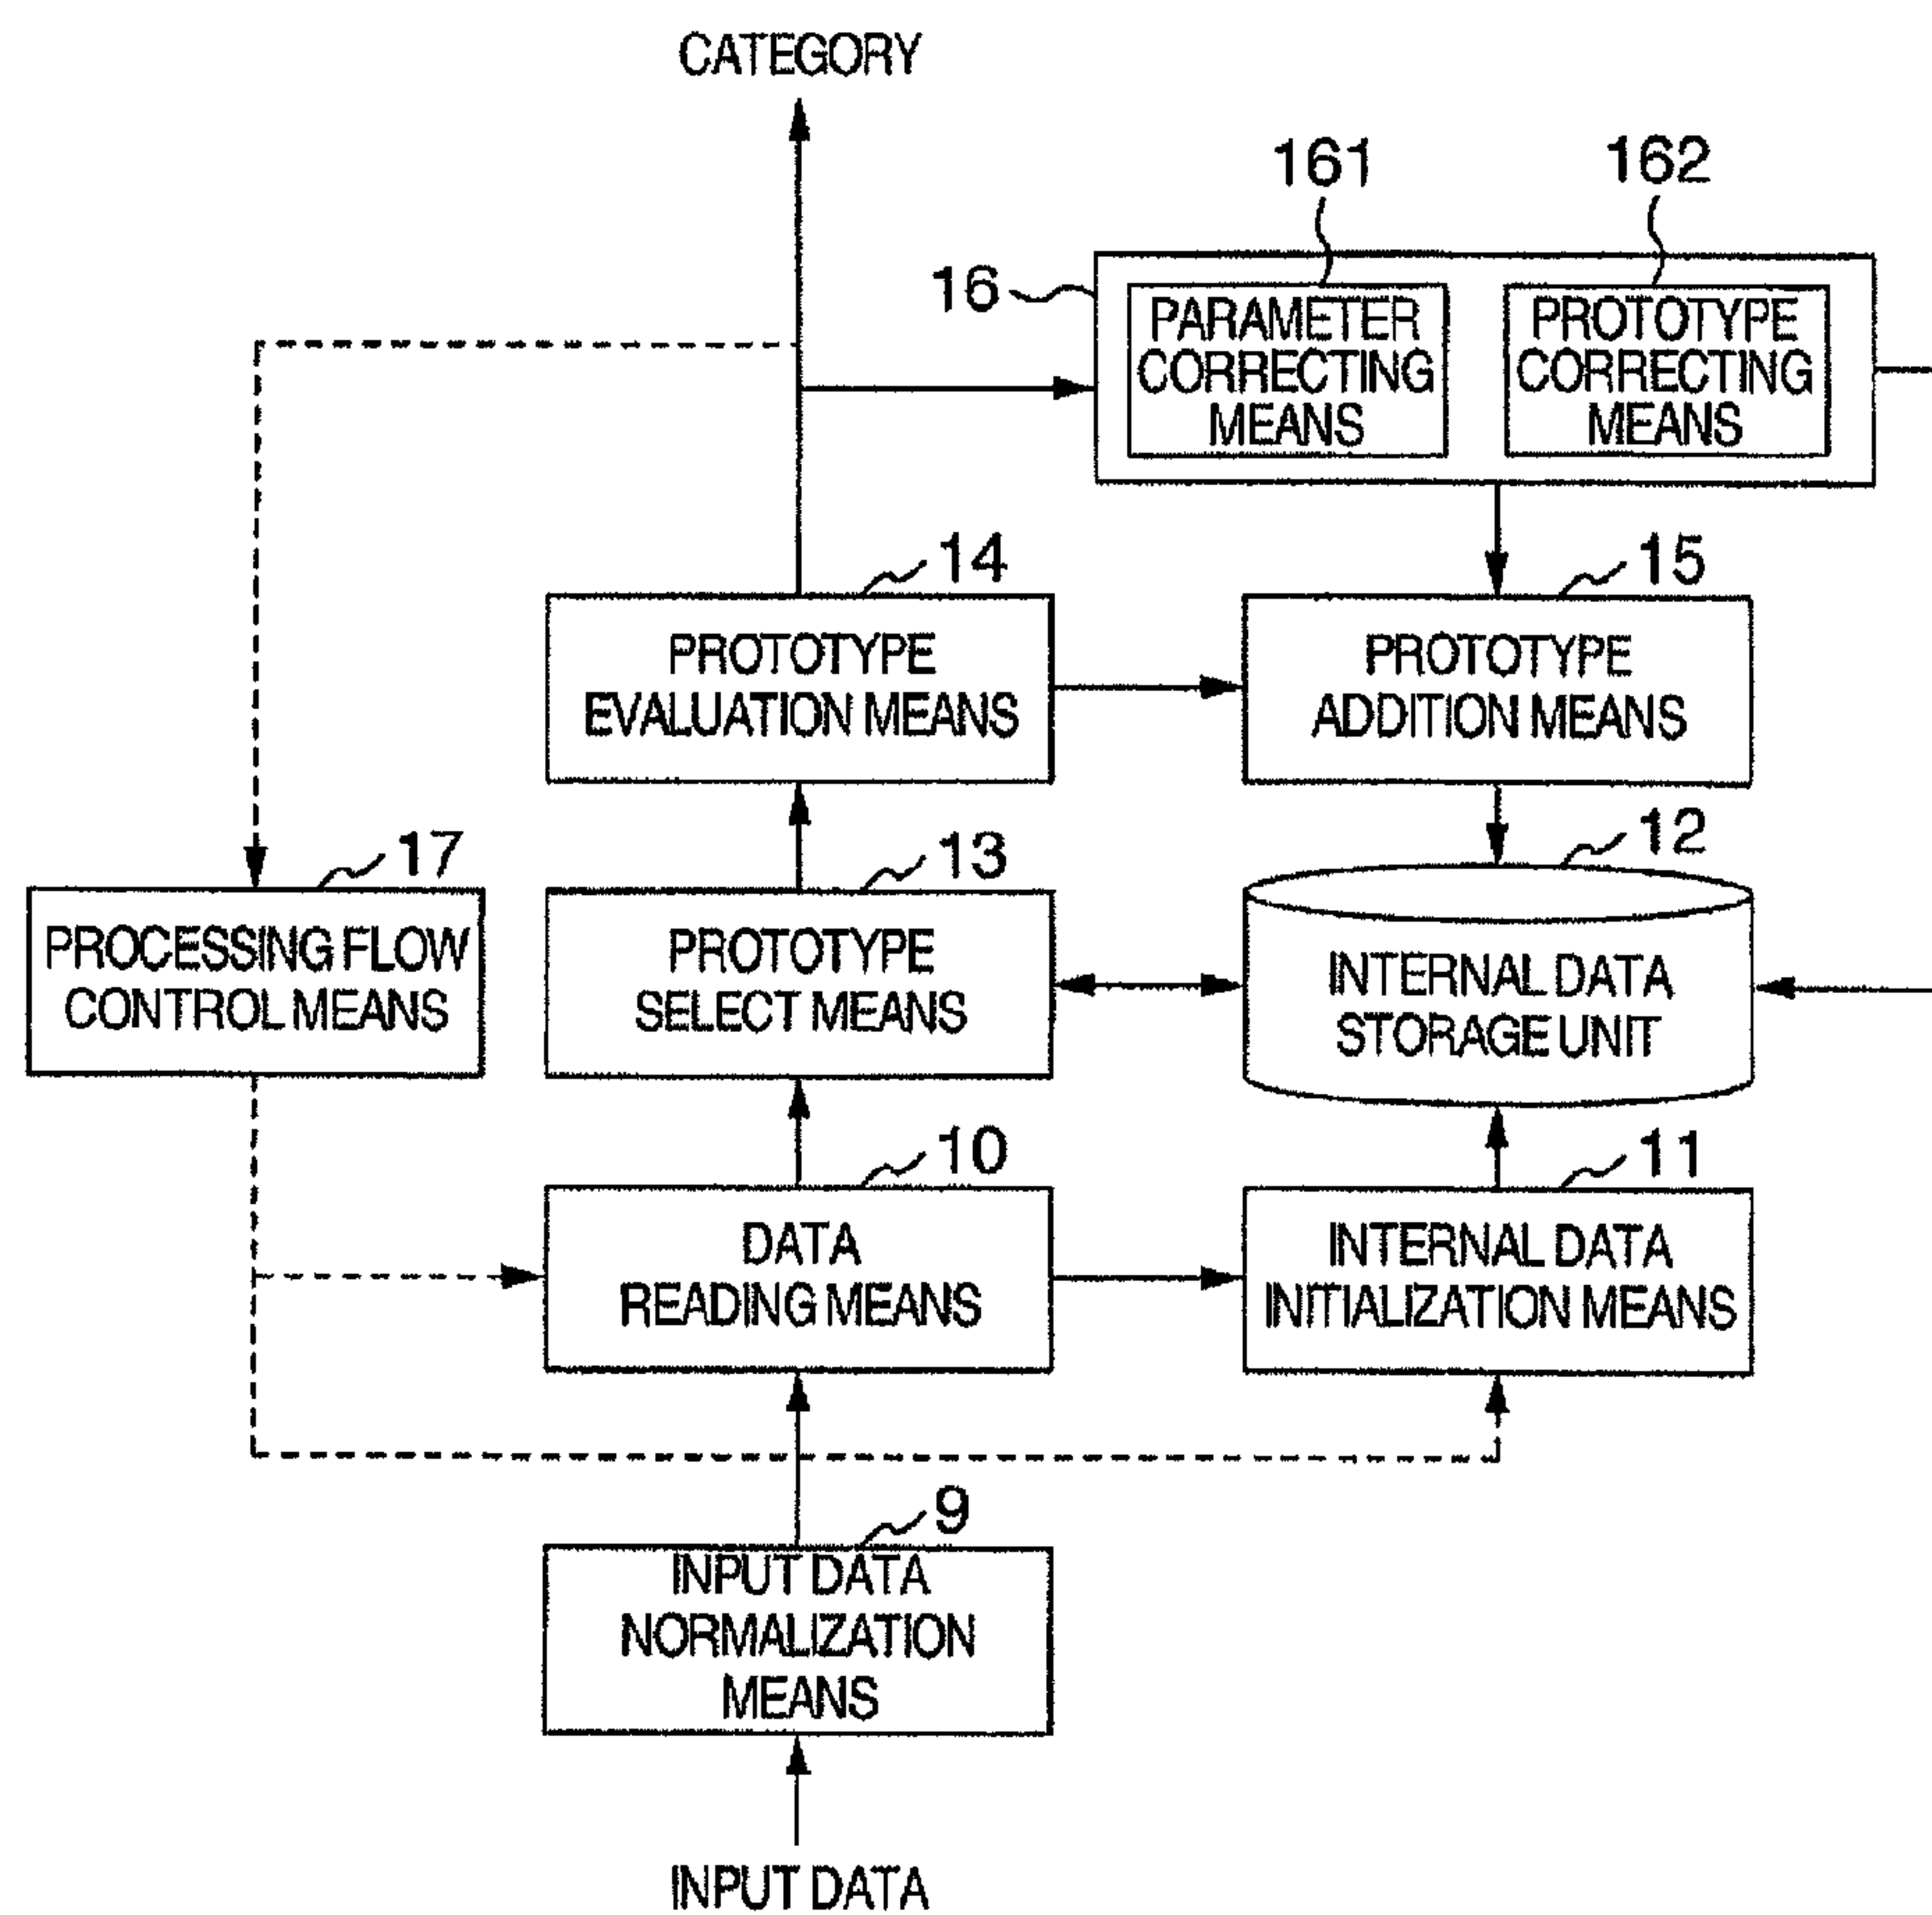 CATEGORY
161
162
16
PARAMETER
CORRECTING
MEANS
PROTOTYPE
CORRECTING
MEANS
14
15
PROTOTYPE
EVALUATION MEANS
PROTOTYPE
ADDITION MEANS
17
13
12
PROCESSING FLOW
CONTROL MEANS
PROTOTYPE
SELECT MEANS
INTERNAL DATA
STORAGE UNIT
10
11
DATA
READING MEANS
INTERNAL DATA
INITIALIZATION MEANS
9
INPUT DATA
NORMALIZATION
MEANS
INPUT DATA